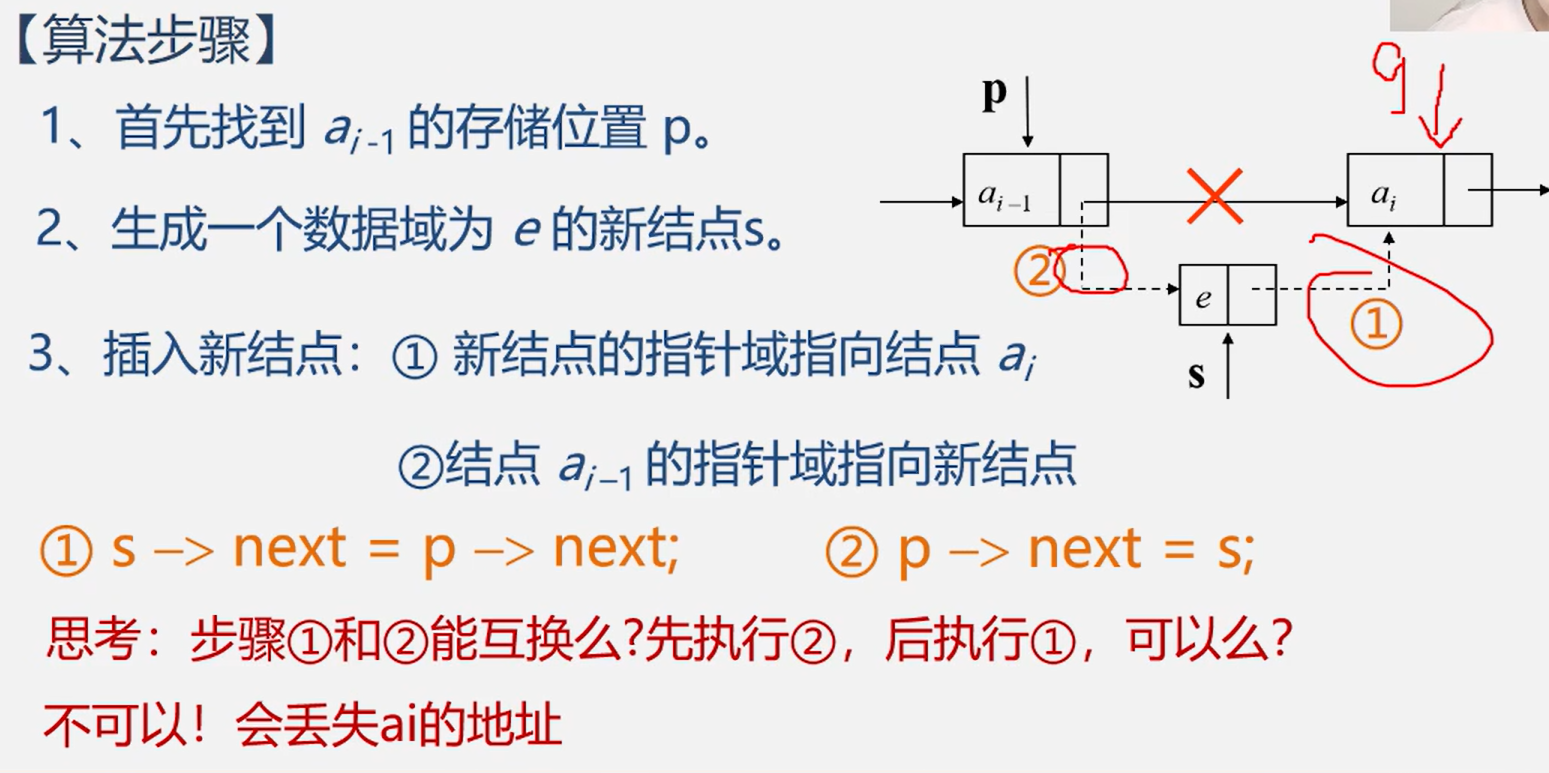 【算法步骤】
1、首先找到 aᵢ₋₁ 的存储位置 p。
2、生成一个数据域为 e 的新结点s。
3、插入新结点：① 新结点的指针域指向结点 aᵢ
②结点 aᵢ₋₁ 的指针域指向新结点
① s –> next = p –> next; ② p –> next = s;
思考：步骤①和②能互换么?先执行②，后执行①，可以么?
不可以！会丢失ai的地址
p
q
aᵢ₋₁
aᵢ
②
e
①
s